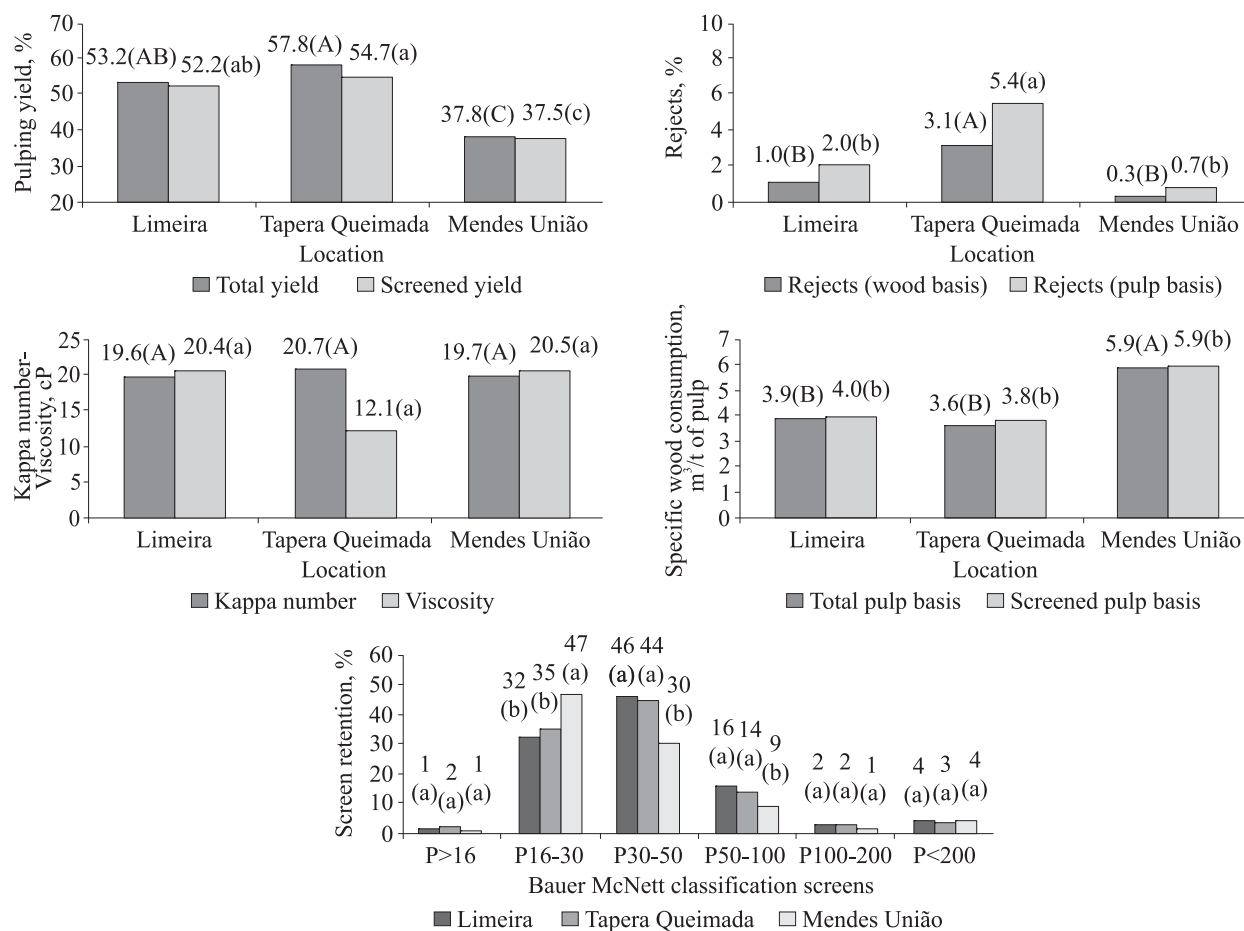 Pulping yield, %
70
60
50
40
30
20
53.2(AB)
52.2(ab)
57.8(A)
54.7(a)
37.8(C)
37.5(c)
Limeira
Tapera Queimada
Mendes União
Location
Total yield
Screened yield
Rejects, %
10
8
6
4
2
0
1.0(B)
2.0(b)
3.1(A)
5.4(a)
0.3(B)
0.7(b)
Limeira
Tapera Queimada
Mendes União
Location
Rejects (wood basis)
Rejects (pulp basis)
Kappa number-
Viscosity, cP
25
20
15
10
5
0
19.6(A)
20.4(a)
20.7(A)
12.1(a)
19.7(A)
20.5(a)
Limeira
Tapera Queimada
Mendes União
Location
Kappa number
Viscosity
Specific wood consumption,
m³/t of pulp
7
6
5
4
3
2
1
0
3.9(B)
4.0(b)
3.6(B)
3.8(b)
5.9(A)
5.9(b)
Limeira
Tapera Queimada
Mendes União
Location
Total pulp basis
Screened pulp basis
Screen retention, %
60
50
40
30
20
10
0
1
(a)
2
(a)
1
(a)
32
(b)
35
(b)
47
(a)
46
(a)
44
(a)
30
(b)
16
(a)
14
(a)
9
(b)
2
(a)
2
(a)
1
(a)
4
(a)
3
(a)
4
(a)
P>16
P16-30
P30-50
P50-100
P100-200
P<200
Bauer McNett classification screens
Limeira
Tapera Queimada
Mendes União